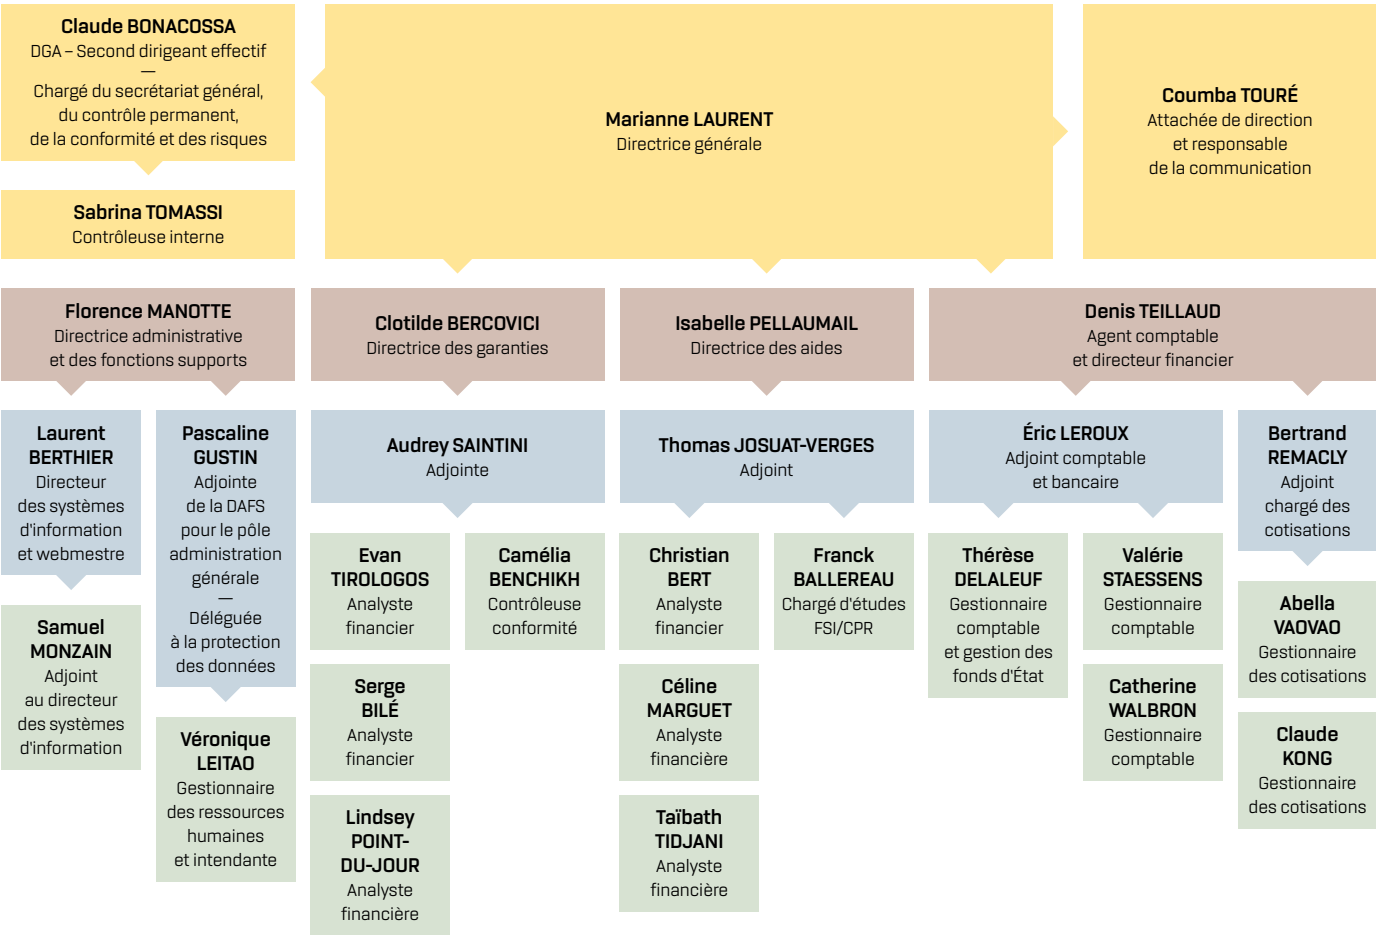 Claude BONACOSSA
DGA – Second dirigeant effectif
—
Chargé du secrétariat général,
du contrôle permanent,
de la conformité et des risques
Sabrina TOMASSI
Contrôleuse interne
Marianne LAURENT
Directrice générale
Coumba TOURÉ
Attachée de direction
et responsable
de la communication
Florence MANOTTE
Directrice administrative
et des fonctions supports
Clotilde BERCOVICI
Directrice des garanties
Isabelle PELLAUMAIL
Directrice des aides
Denis TEILLAUD
Agent comptable
et directeur financier
Laurent
BERTHIER
Directeur
des systèmes
d'information
et webmestre
Pascaline
GUSTIN
Adjointe
de la DAFS
pour le pôle
administration
générale
—
Déléguée
à la protection
des données
Audrey SAINTINI
Adjointe
Thomas JOSUAT-VERGES
Adjoint
Éric LEROUX
Adjoint comptable
et bancaire
Bertrand
REMACLY
Adjoint
chargé des
cotisations
Samuel
MONZAIN
Adjoint
au directeur
des systèmes
d'information
Véronique
LEITAO
Gestionnaire
des ressources
humaines
et intendante
Evan
TIROLOGOS
Analyste
financier
Serge
BILÉ
Analyste
financier
Lindsey
POINT-
DU-JOUR
Analyste
financière
Camélia
BENCHIKH
Contrôleuse
conformité
Christian
BERT
Analyste
financier
Céline
MARGUET
Analyste
financière
Taïbath
TIDJANI
Analyste
financière
Franck
BALLEREAU
Chargé d'études
FSI/CPR
Thérèse
DELALEUF
Gestionnaire
comptable
et gestion des
fonds d'État
Valérie
STAESSENS
Gestionnaire
comptable
Catherine
WALBRON
Gestionnaire
comptable
Abella
VAOVAO
Gestionnaire
des cotisations
Claude
KONG
Gestionnaire
des cotisations